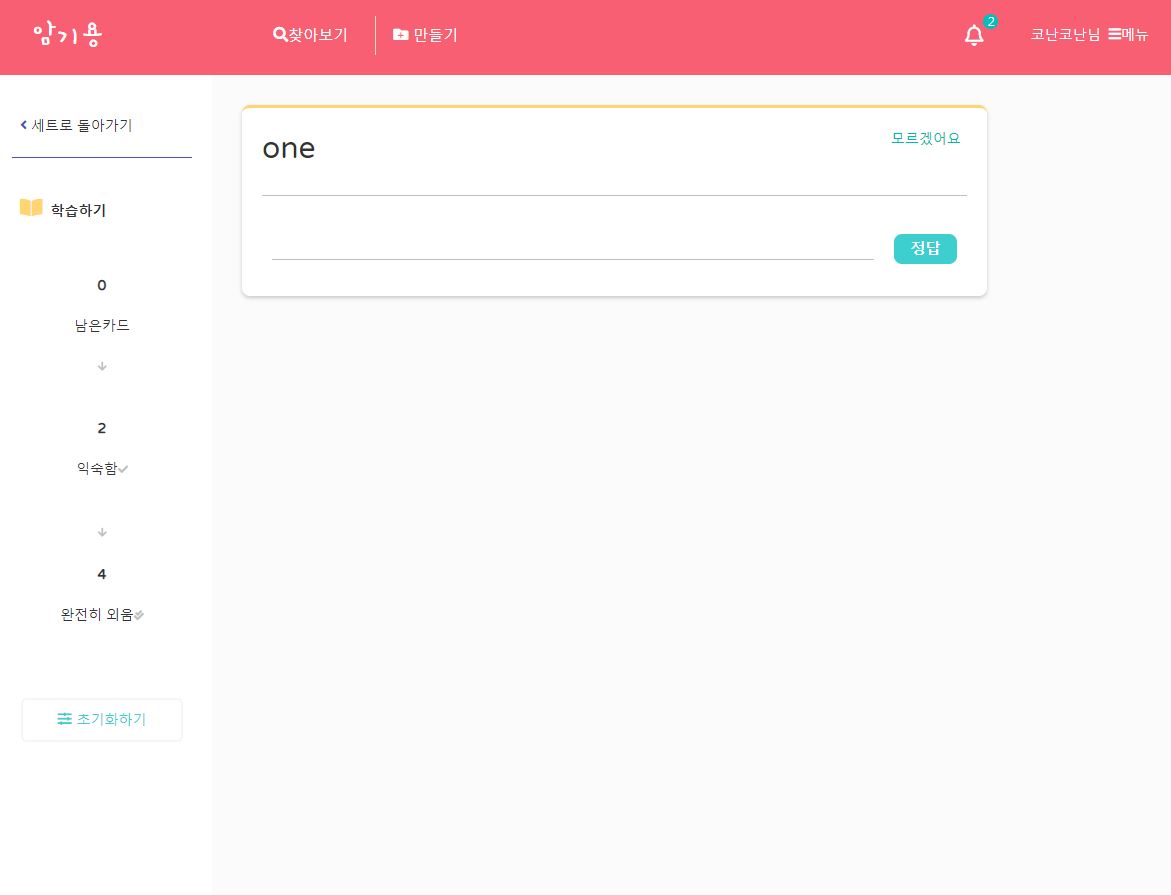 암기용
찾아보기
만들기
2
코난코난님 메뉴
세트로 돌아가기
학습하기
0
남은카드
2
익숙함
4
완전히 외움
초기화하기
one
모르겠어요
정답